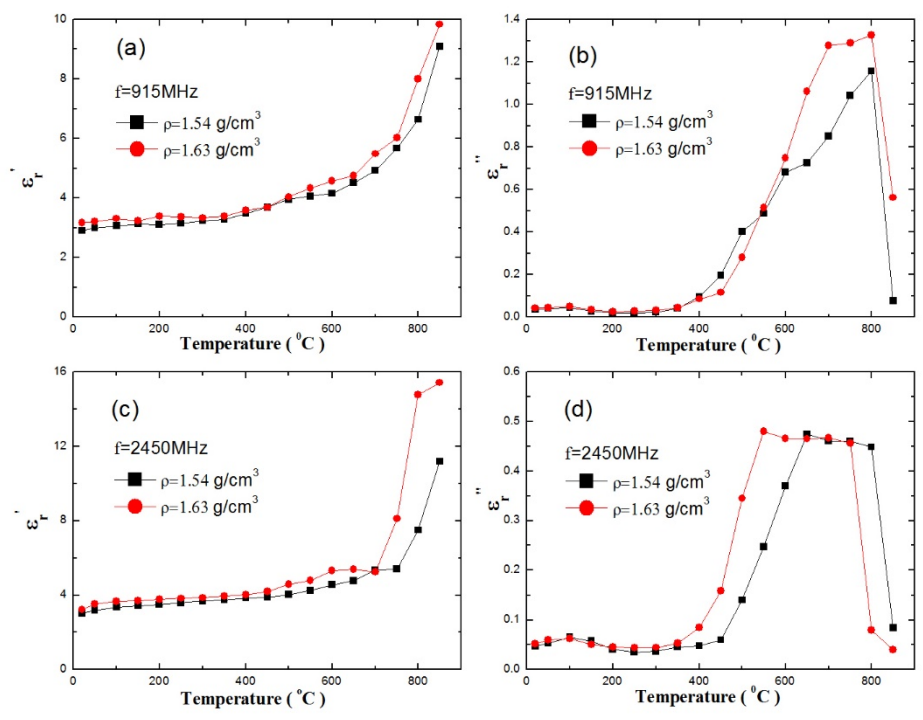 10
8
6
4
2
0
ε_r'
(a)
f=915MHz
ρ=1.54 g/cm³
ρ=1.63 g/cm³
0 200 400 600 800
Temperature ( ⁰C )
1.4
1.2
1.0
0.8
0.6
0.4
0.2
0.0
ε_r''
(b)
f=915MHz
ρ=1.54 g/cm³
ρ=1.63 g/cm³
0 200 400 600 800
Temperature ( ⁰C )
16
12
8
4
0
ε_r'
(c)
f=2450MHz
ρ=1.54 g/cm³
ρ=1.63 g/cm³
0 200 400 600 800
Temperature ( ⁰C )
0.6
0.5
0.4
0.3
0.2
0.1
0.0
ε_r''
(d)
f=2450MHz
ρ=1.54 g/cm³
ρ=1.63 g/cm³
0 200 400 600 800
Temperature ( ⁰C )